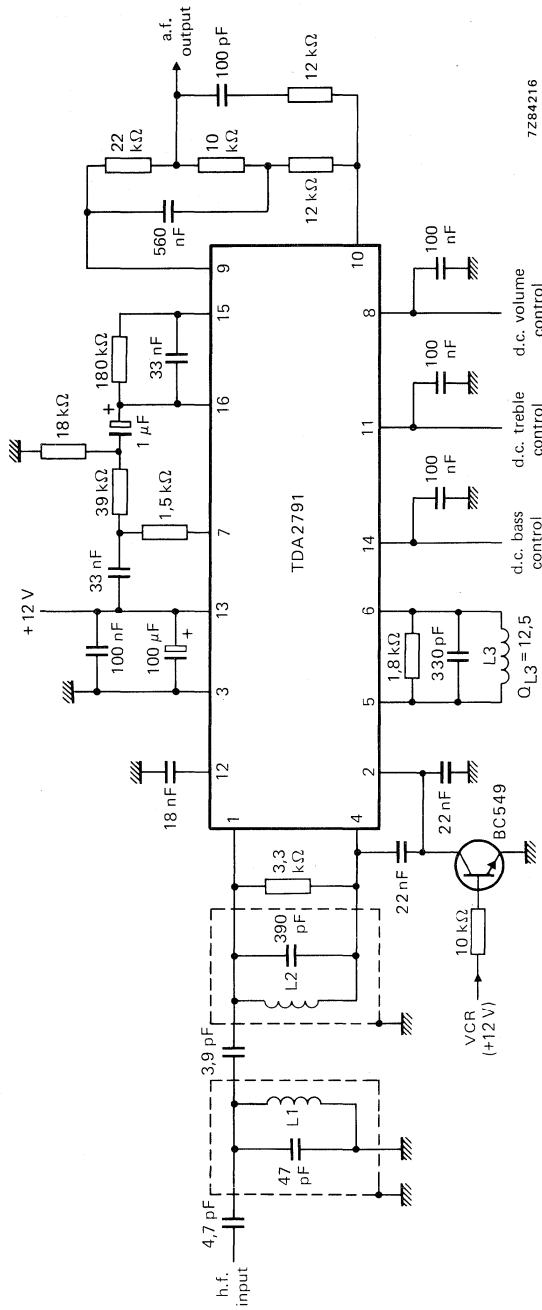 h.f.
input
4,7 pF
47
pF
L1
3,9 pF
L2
390
pF
3,3
kΩ
1
4
12
18 nF
3
100 nF
100 µF
+
+12 V
13
33 nF
7
1,5 kΩ
39 kΩ
18 kΩ
1 µF
+
16
180 kΩ
33 nF
15
9
560
nF
22
kΩ
10
kΩ
12 kΩ
a.f.
output
100 pF
12 kΩ
10
TDA2791
VCR
(+12 V)
10 kΩ
BC549
22 nF
22 nF
2
5
6
1,8 kΩ
330 pF
L3
QL3 = 12,5
14
100
nF
d.c. bass
control
11
100
nF
d.c. treble
control
8
100
nF
d.c. volume
control
7Z84216